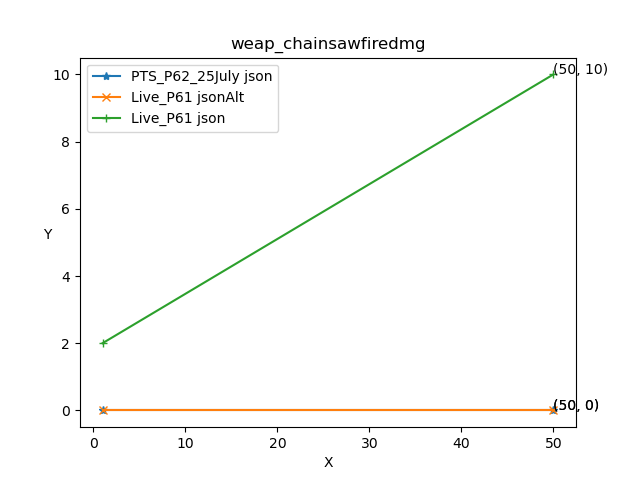 weap_chainsawfiredmg
PTS_P62_25July json
Live_P61 jsonAlt
Live_P61 json
(50, 10)
(50, 0)
Y
10
8
6
4
2
0
0 10 20 30 40 50
X